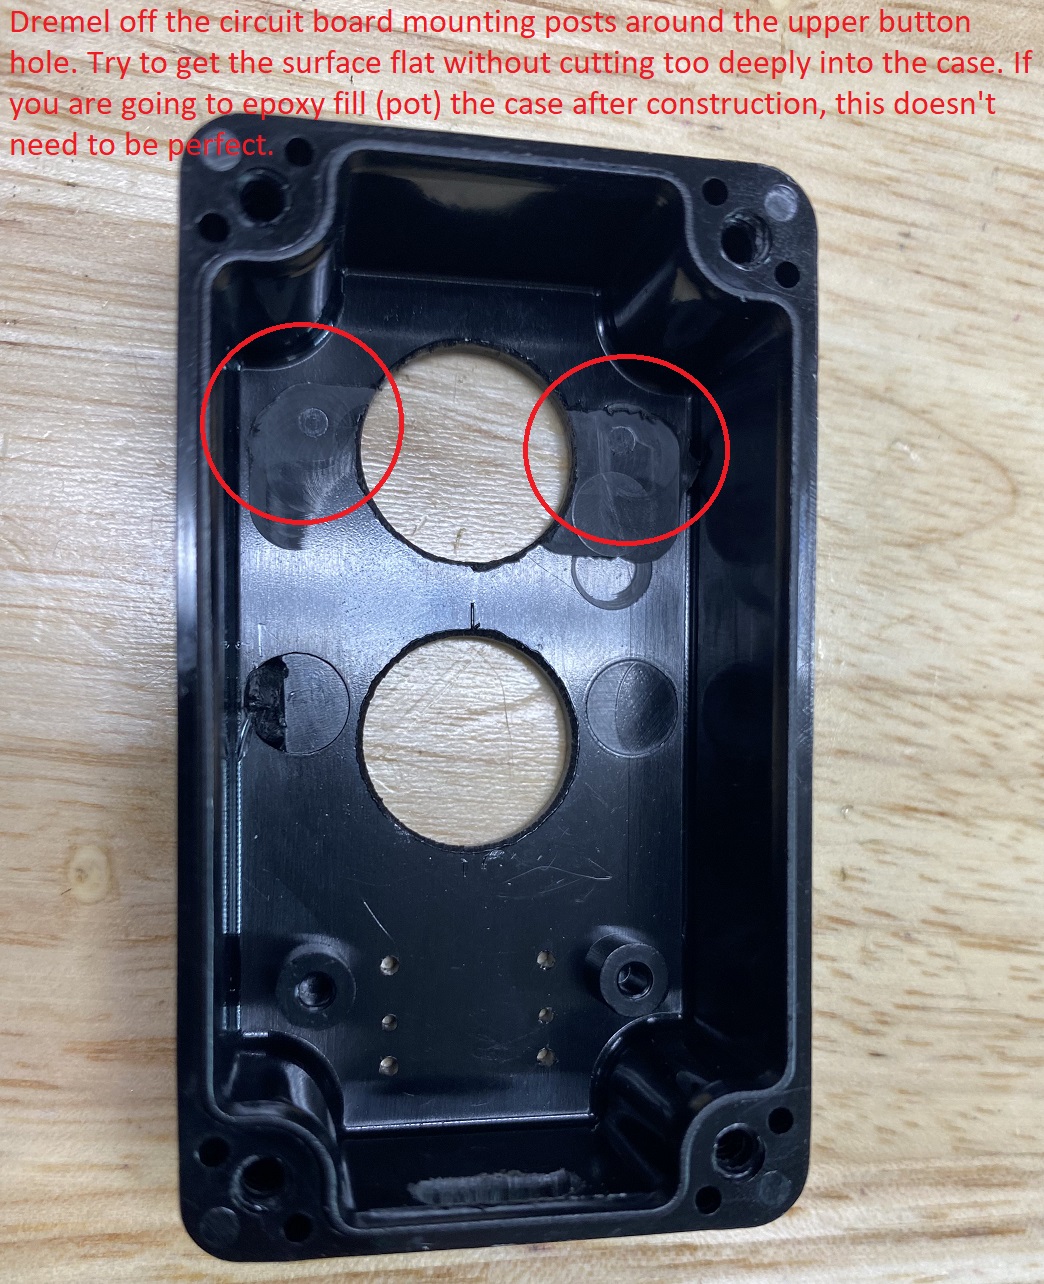 Dremel off the circuit board mounting posts around the upper button
hole. Try to get the surface flat without cutting too deeply into the case. If
you are going to epoxy fill (pot) the case after construction, this doesn't
need to be perfect.